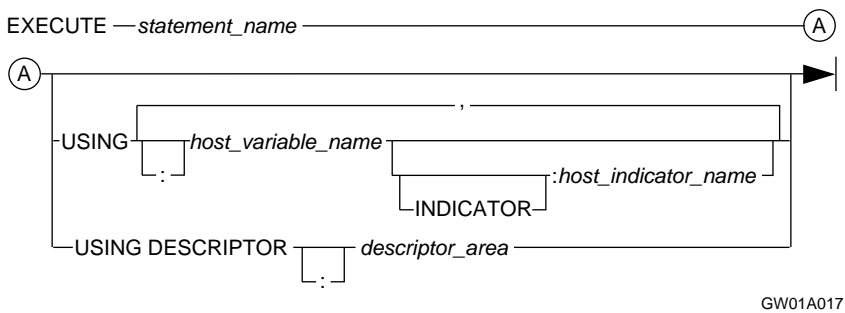 EXECUTE statement_name A
A
,
USING host_variable_name
: :host_indicator_name
INDICATOR
USING DESCRIPTOR descriptor_area
:
GW01A017